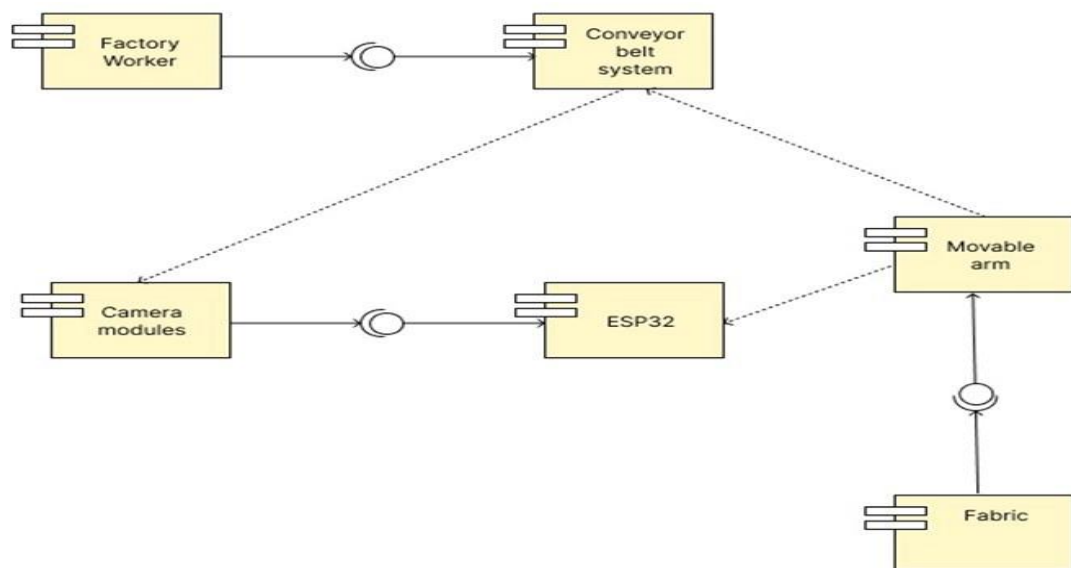 Factory
Worker
Conveyor
belt
system
Movable
arm
Camera
modules
ESP32
Fabric